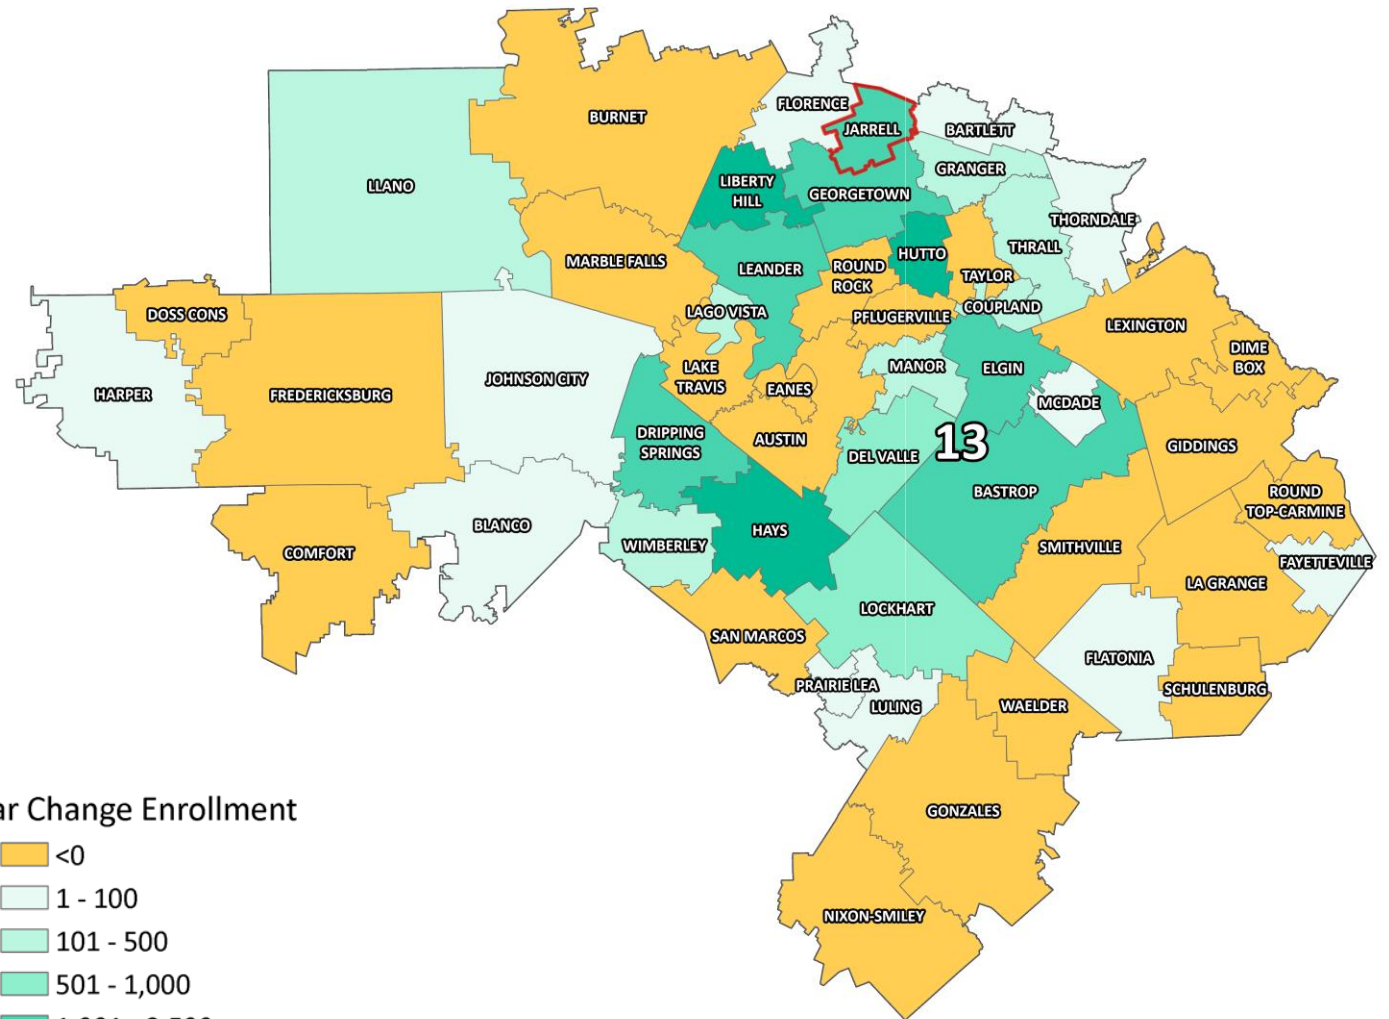 BURNET
FLORENCE
JARRELL
BARTLETT
LLANO
LIBERTY
HILL
GEORGETOWN
GRANGER
THORNDALE
THRALL
MARBLE FALLS
LEANDER
ROUND
ROCK
HUTTO
TAYLOR
COUPLAND
DOSS CONS
LAGO VISTA
PFLUGERVILLE
LEXINGTON
DIME
BOX
HARPER
FREDERICKSBURG
JOHNSON CITY
LAKE
TRAVIS
EANES
MANOR
ELGIN
MCDADE
DRIPPING
SPRINGS
AUSTIN
DEL VALLE
13
GIDDINGS
BASTROP
ROUND
TOP-CARMINE
BLANCO
COMFORT
WIMBERLEY
HAYS
SMITHVILLE
FAYETTEVILLE
LA GRANGE
LOCKHART
SAN MARCOS
FLATONIA
PRAIRIE LEA
LULING
WAELDER
SCHULENBURG
GONZALES
NIXON-SMILEY
ar Change Enrollment
<0
1 - 100
101 - 500
501 - 1,000